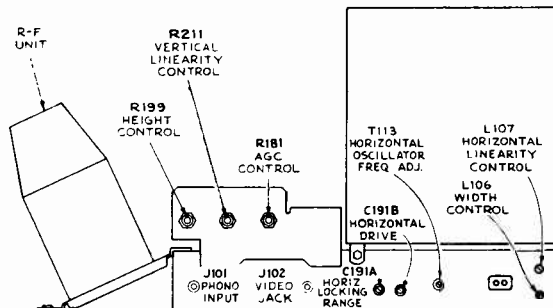 R-F
UNIT
R211
VERTICAL
LINEARITY
CONTROL
R199
HEIGHT
CONTROL
R181
AGC
CONTROL
T113
HORIZONTAL
OSCILLATOR
FREQ ADJ.
L107
HORIZONTAL
LINEARITY
CONTROL
L106
WIDTH
CONTROL
C191B
HORIZONTAL
DRIVE
J101
PHONO
INPUT
J102
VIDEO
JACK
C191A
HORIZ
LOCKING
RANGE